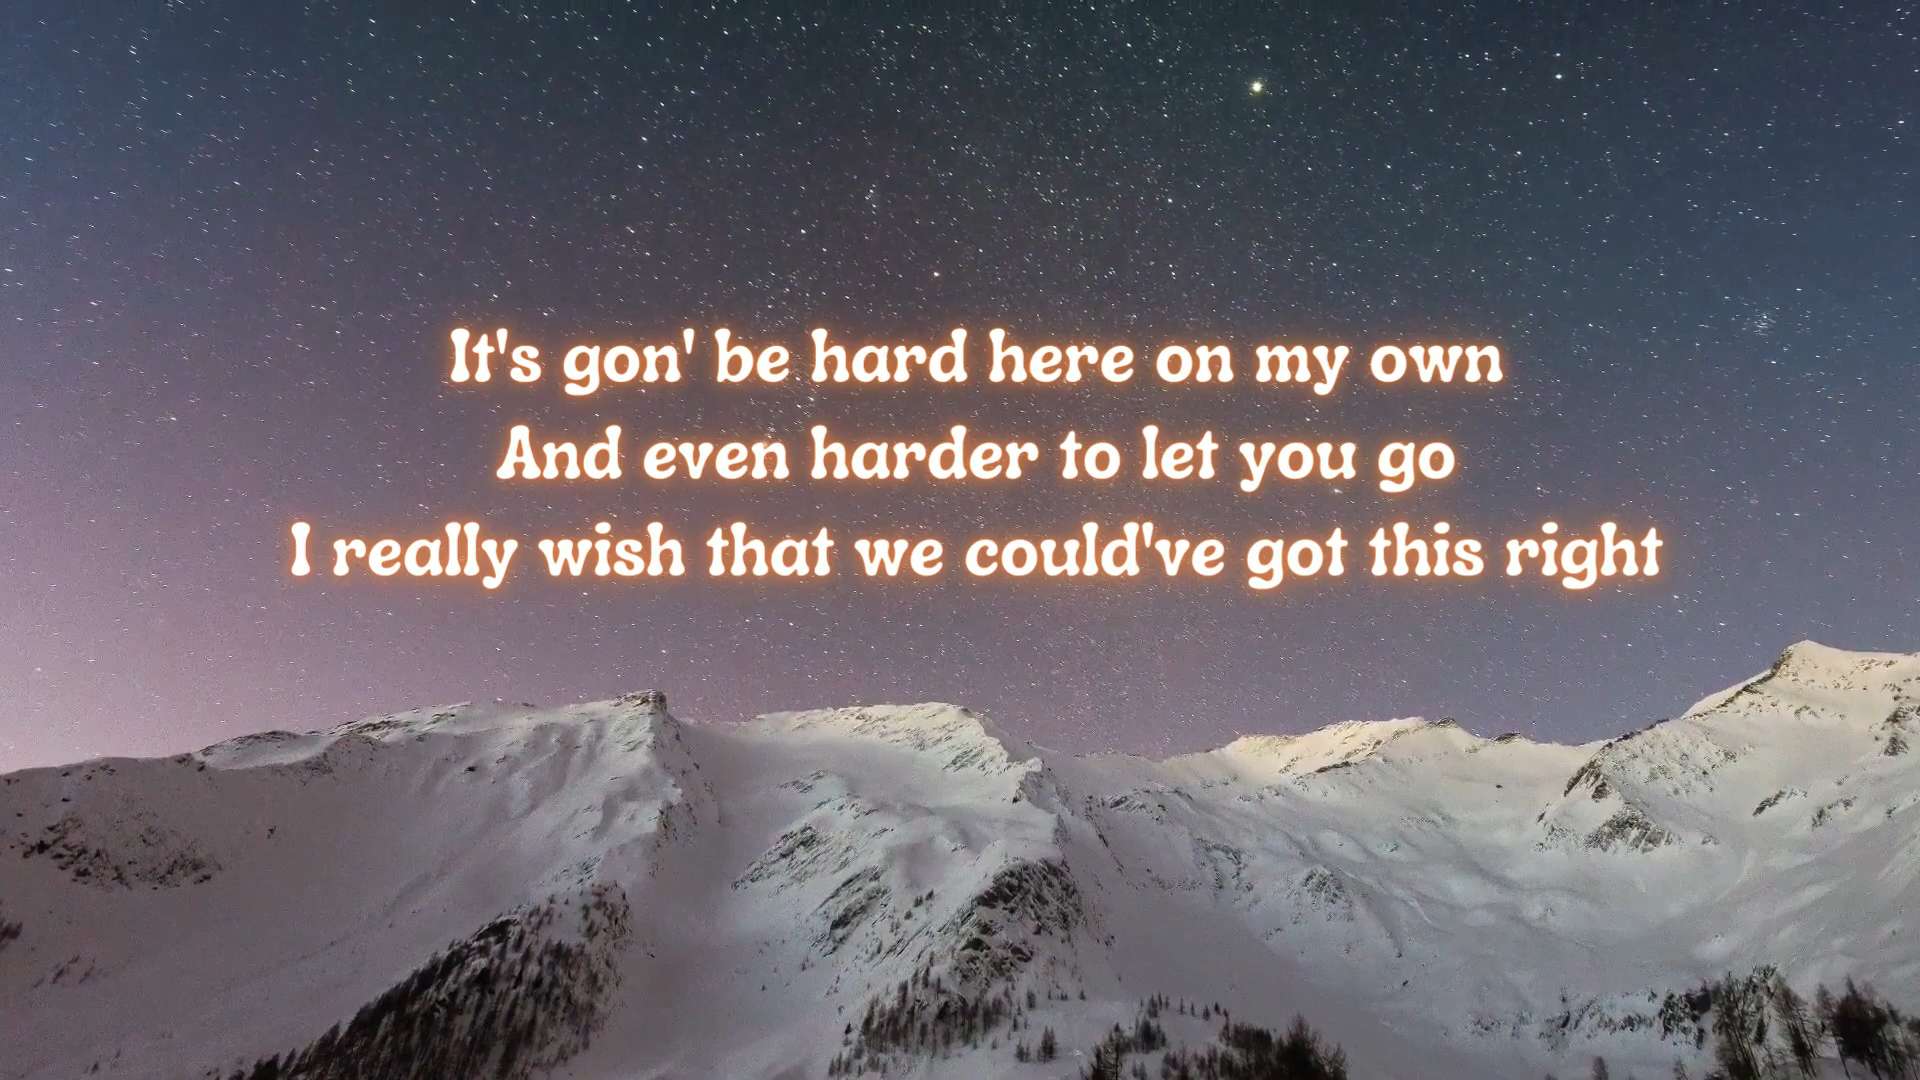 It's gon' be hard here on my own
And even harder to let you go
I really wish that we could've got this right